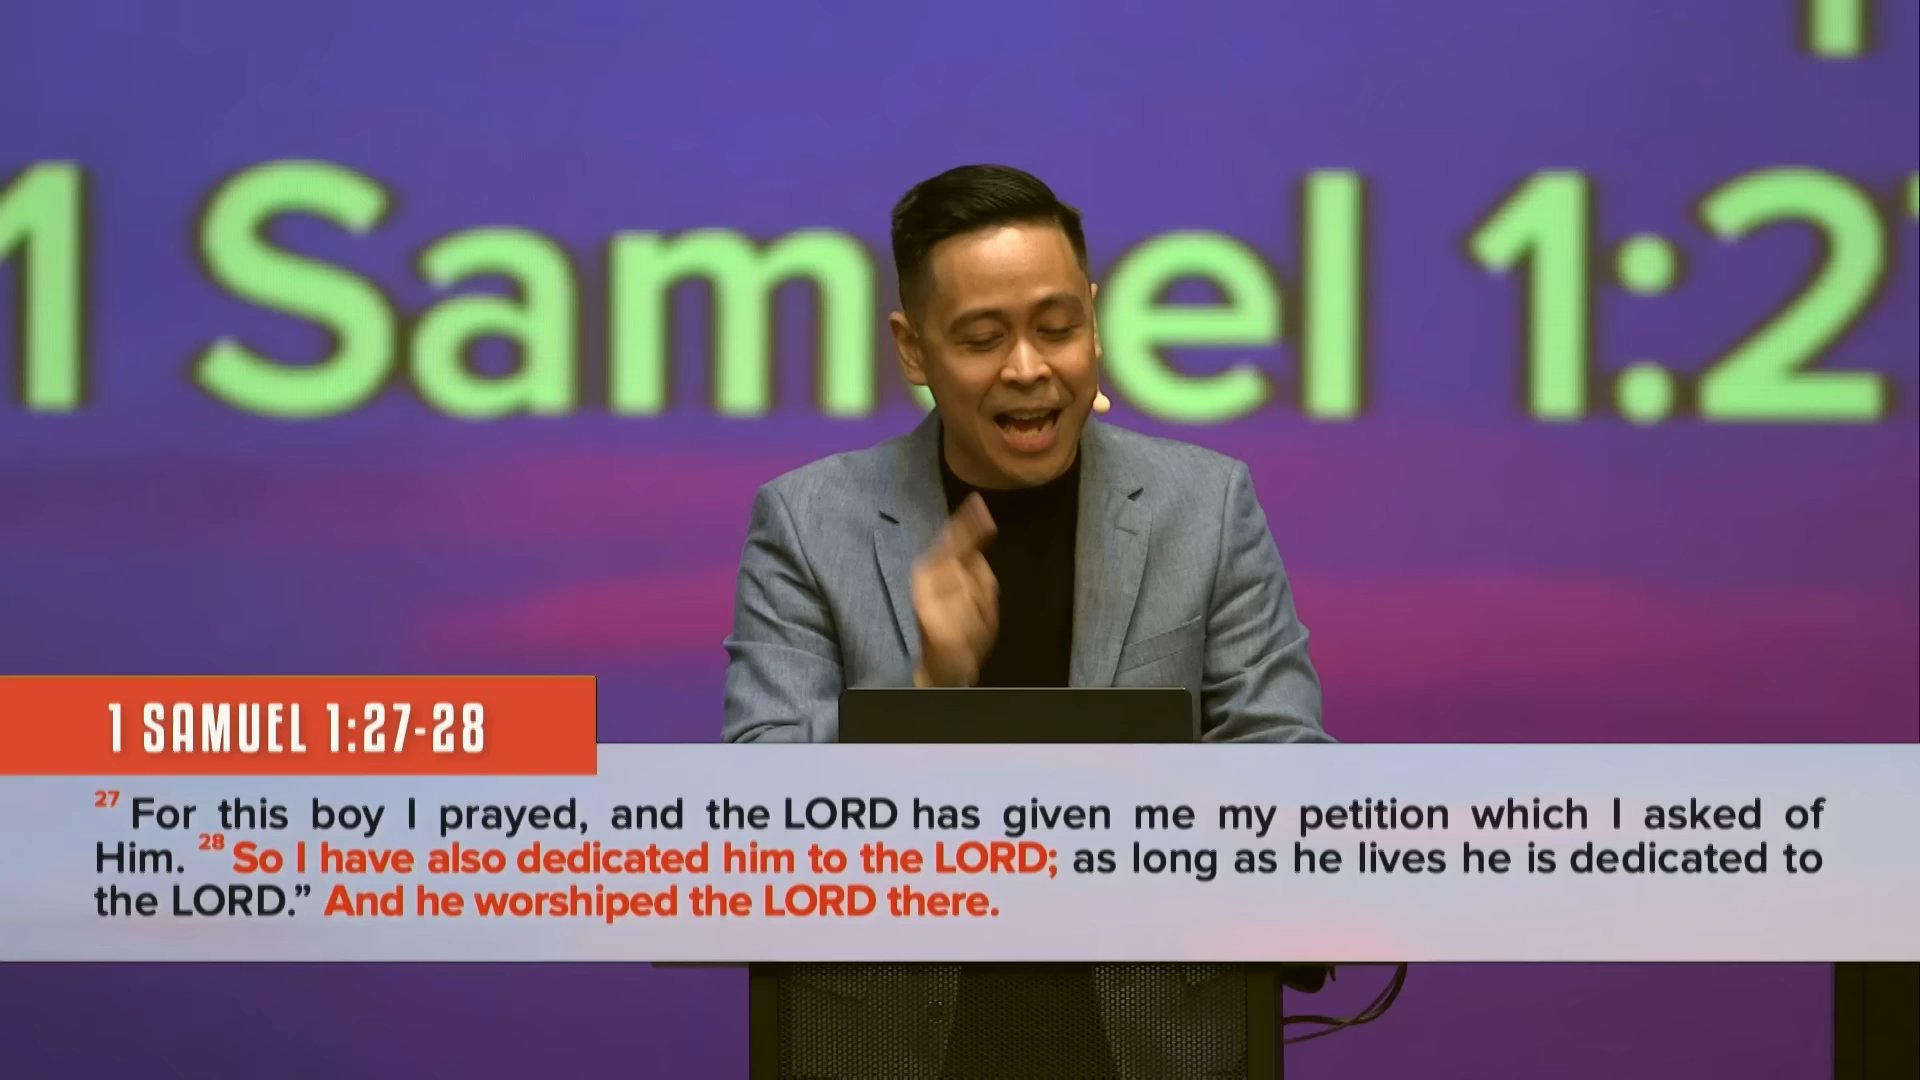 1 Samuel 1:2
1 SAMUEL 1:27-28
27 For this boy I prayed, and the LORD has given me my petition which I asked of
Him. 28 So I have also dedicated him to the LORD; as long as he lives he is dedicated to
the LORD.” And he worshiped the LORD there.